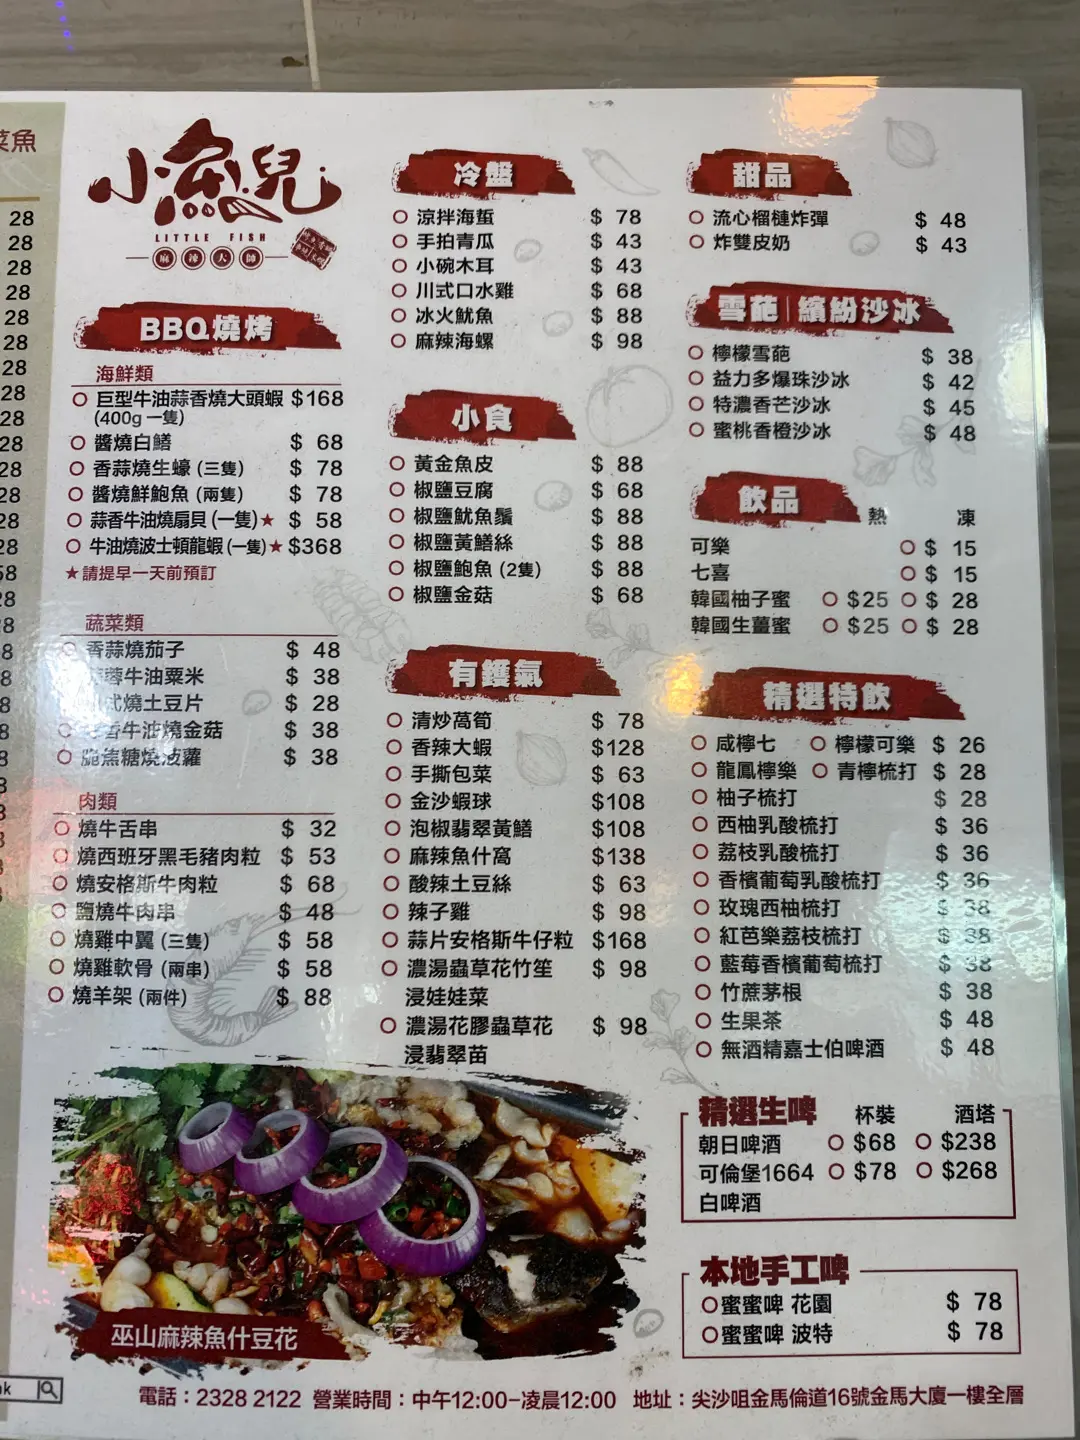 菜魚
28
28
28
28
28
28
28
28
28
28
28
28
28
28
58
28
小魚兒
LITTLE FISH
麻辣大師
BBQ燒烤
海鮮類
巨型牛油蒜香燒大頭蝦 $168
(400g 一隻)
醬燒白鱔 $ 68
香蒜燒生蠔 (三隻) $ 78
醬燒鮮鮑魚 (兩隻) $ 78
蒜香牛油燒扇貝 (一隻)★ $ 58
牛油燒波士頓龍蝦 (一隻)★ $368
★請提早一天前預訂
蔬菜類
香蒜燒茄子 $ 48
蓉牛油粟米 $ 38
式燒土豆片 $ 28
香牛油燒金菇 $ 38
脆焦糖燒波蘿 $ 38
肉類
燒牛舌串 $ 32
燒西班牙黑毛豬肉粒 $ 53
燒安格斯牛肉粒 $ 68
鹽燒牛肉串 $ 48
燒雞中翼 (三隻) $ 58
燒雞軟骨 (兩串) $ 58
燒羊架 (兩件) $ 88
冷盤
涼拌海蜇 $ 78
手拍青瓜 $ 43
小碗木耳 $ 43
川式口水雞 $ 68
冰火魷魚 $ 88
麻辣海螺 $ 98
小食
黃金魚皮 $ 88
椒鹽豆腐 $ 68
椒鹽魷魚鬚 $ 88
椒鹽黃鱔絲 $ 88
椒鹽鮑魚 (2隻) $ 88
椒鹽金菇 $ 68
有鑊氣
清炒萵筍 $ 78
香辣大蝦 $128
手撕包菜 $ 63
金沙蝦球 $108
泡椒翡翠黃鱔 $108
麻辣魚什窩 $138
酸辣土豆絲 $ 63
辣子雞 $ 98
蒜片安格斯牛仔粒 $168
濃湯蟲草花竹笙 $ 98
浸娃娃菜
濃湯花膠蟲草花 $ 98
浸翡翠苗
甜品
流心榴槤炸彈 $ 48
炸雙皮奶 $ 43
雪葩|繽紛沙冰
檸檬雪葩 $ 38
益力多爆珠沙冰 $ 42
特濃香芒沙冰 $ 45
蜜桃香橙沙冰 $ 48
飲品 熱 凍
可樂 $ 15
七喜 $ 15
韓國柚子蜜 $25 $ 28
韓國生薑蜜 $25 $ 28
精選特飲
咸檸七 檸檬可樂 $ 26
龍鳳檸樂 青檸梳打 $ 28
柚子梳打 $ 28
西柚乳酸梳打 $ 36
荔枝乳酸梳打 $ 36
香檳葡萄乳酸梳打 $ 36
玫瑰西柚梳打 $ 38
紅芭樂荔枝梳打 $ 38
藍莓香檳葡萄梳打 $ 38
竹蔗茅根 $ 38
生果茶 $ 48
無酒精嘉士伯啤酒 $ 48
精選生啤 杯裝 酒塔
朝日啤酒 $68 $238
可倫堡1664 $78 $268
白啤酒
本地手工啤
蜜蜜啤 花園 $ 78
蜜蜜啤 波特 $ 78
巫山麻辣魚什豆花
電話：2328 2122 營業時間：中午12:00–凌晨12:00 地址：尖沙咀金馬倫道16號金馬大廈一樓全層